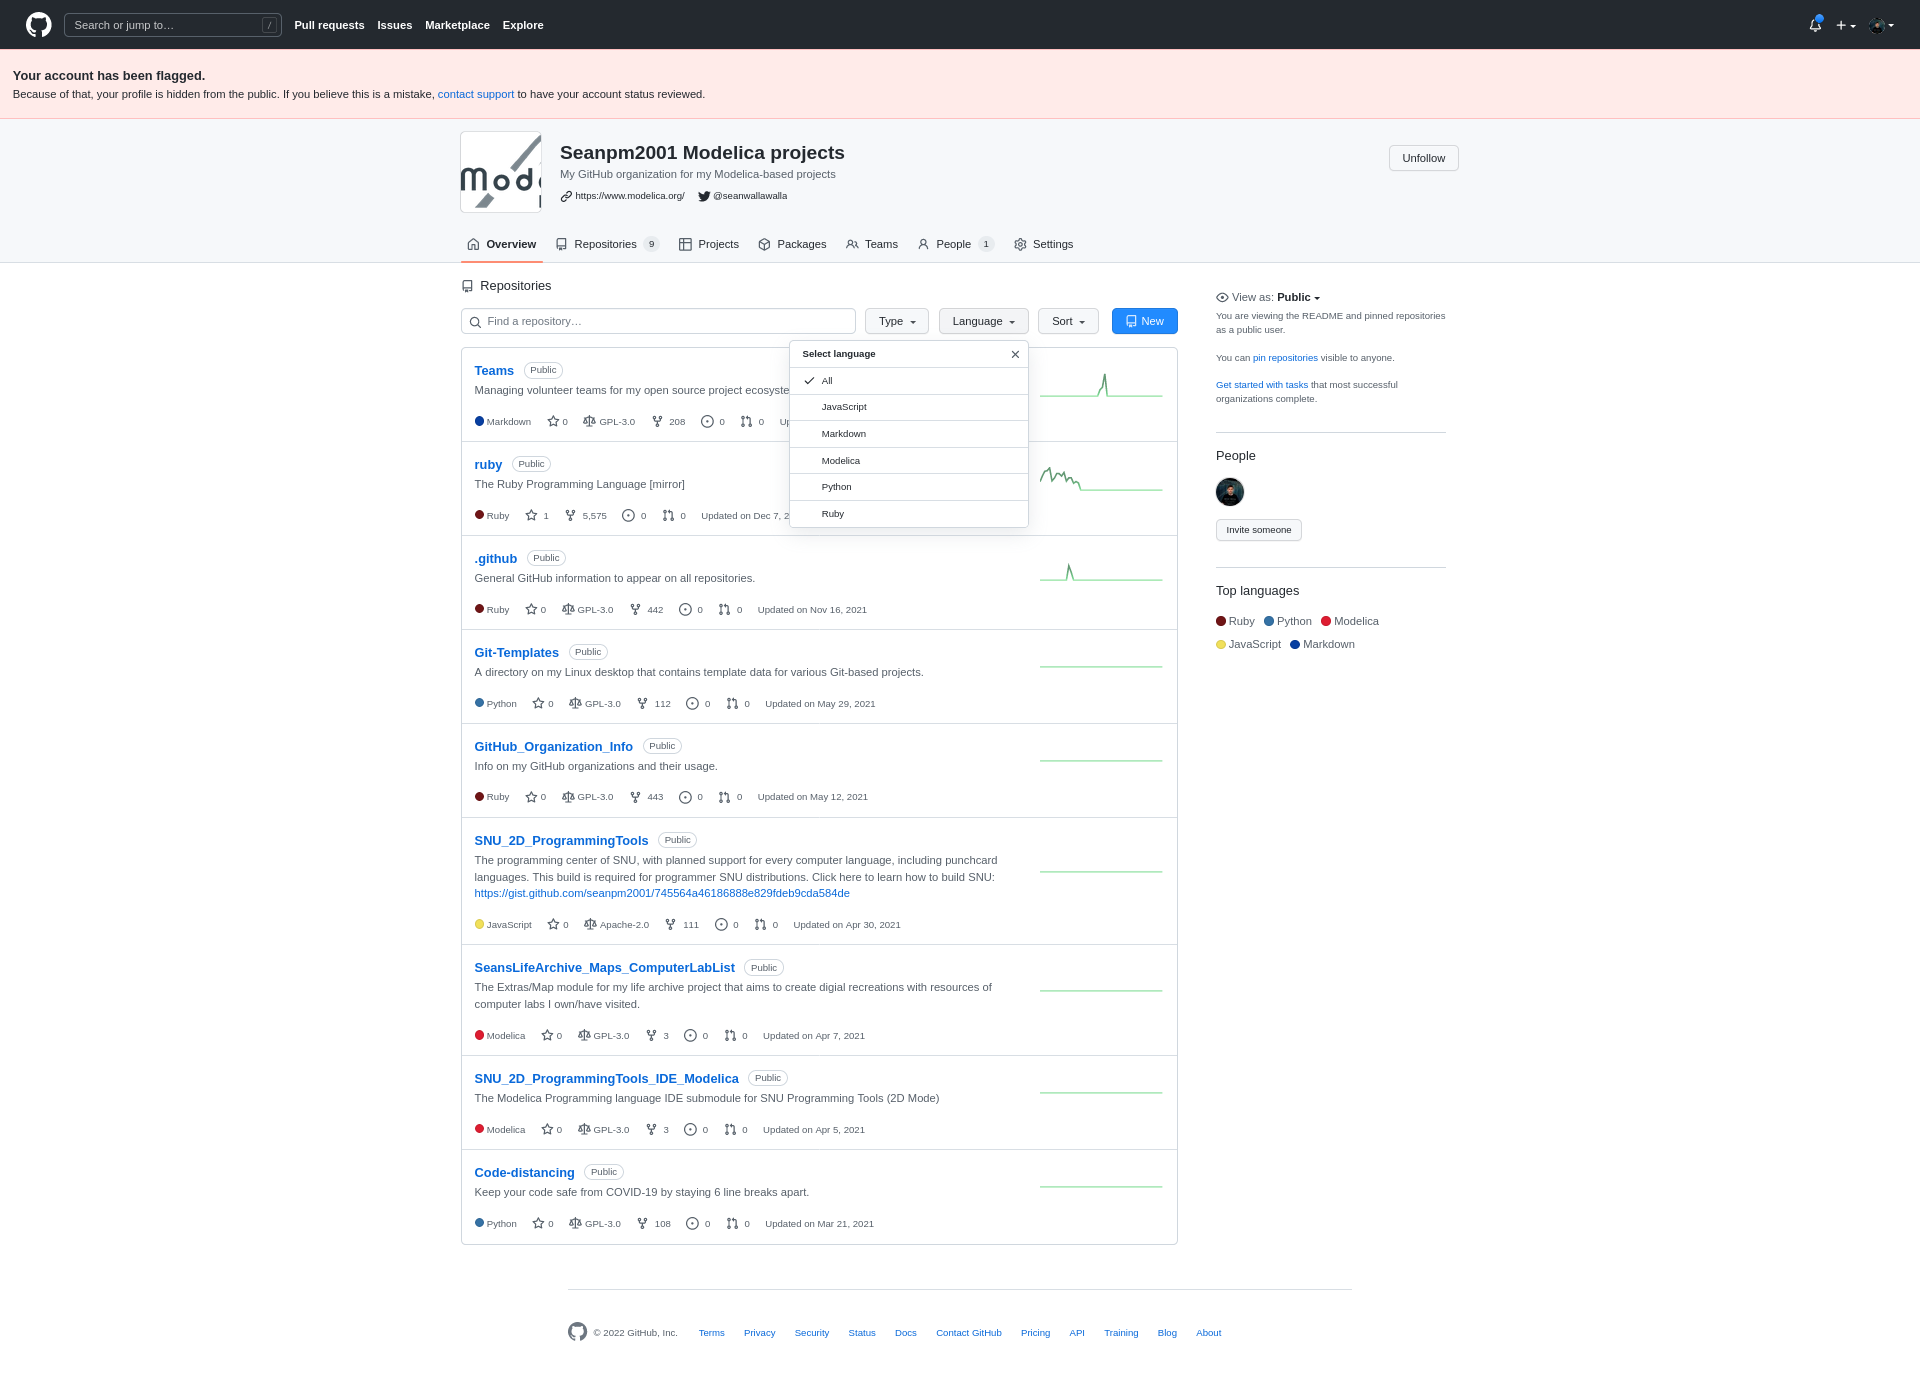 Search or jump to…
/
Pull requests Issues Marketplace Explore
Your account has been flagged.
Because of that, your profile is hidden from the public. If you believe this is a mistake, contact support to have your account status reviewed.
Seanpm2001 Modelica projects
My GitHub organization for my Modelica-based projects
https://www.modelica.org/ @seanwallawalla
Unfollow
Overview Repositories 9 Projects Packages Teams People 1 Settings
Repositories
Find a repository…
Type Language Sort New
Select language
All
JavaScript
Markdown
Modelica
Python
Ruby
Teams Public
Managing volunteer teams for my open source project ecosyste
Markdown 0 GPL-3.0 208 0 0 Up
ruby Public
The Ruby Programming Language [mirror]
Ruby 1 5,575 0 0 Updated on Dec 7, 2
.github Public
General GitHub information to appear on all repositories.
Ruby 0 GPL-3.0 442 0 0 Updated on Nov 16, 2021
Git-Templates Public
A directory on my Linux desktop that contains template data for various Git-based projects.
Python 0 GPL-3.0 112 0 0 Updated on May 29, 2021
GitHub_Organization_Info Public
Info on my GitHub organizations and their usage.
Ruby 0 GPL-3.0 443 0 0 Updated on May 12, 2021
SNU_2D_ProgrammingTools Public
The programming center of SNU, with planned support for every computer language, including punchcard
languages. This build is required for programmer SNU distributions. Click here to learn how to build SNU:
https://gist.github.com/seanpm2001/745564a46186888e829fdeb9cda584de
JavaScript 0 Apache-2.0 111 0 0 Updated on Apr 30, 2021
SeansLifeArchive_Maps_ComputerLabList Public
The Extras/Map module for my life archive project that aims to create digial recreations with resources of
computer labs I own/have visited.
Modelica 0 GPL-3.0 3 0 0 Updated on Apr 7, 2021
SNU_2D_ProgrammingTools_IDE_Modelica Public
The Modelica Programming language IDE submodule for SNU Programming Tools (2D Mode)
Modelica 0 GPL-3.0 3 0 0 Updated on Apr 5, 2021
Code-distancing Public
Keep your code safe from COVID-19 by staying 6 line breaks apart.
Python 0 GPL-3.0 108 0 0 Updated on Mar 21, 2021
View as: Public
You are viewing the README and pinned repositories
as a public user.
You can pin repositories visible to anyone.
Get started with tasks that most successful
organizations complete.
People
Invite someone
Top languages
Ruby Python Modelica
JavaScript Markdown
© 2022 GitHub, Inc. Terms Privacy Security Status Docs Contact GitHub Pricing API Training Blog About